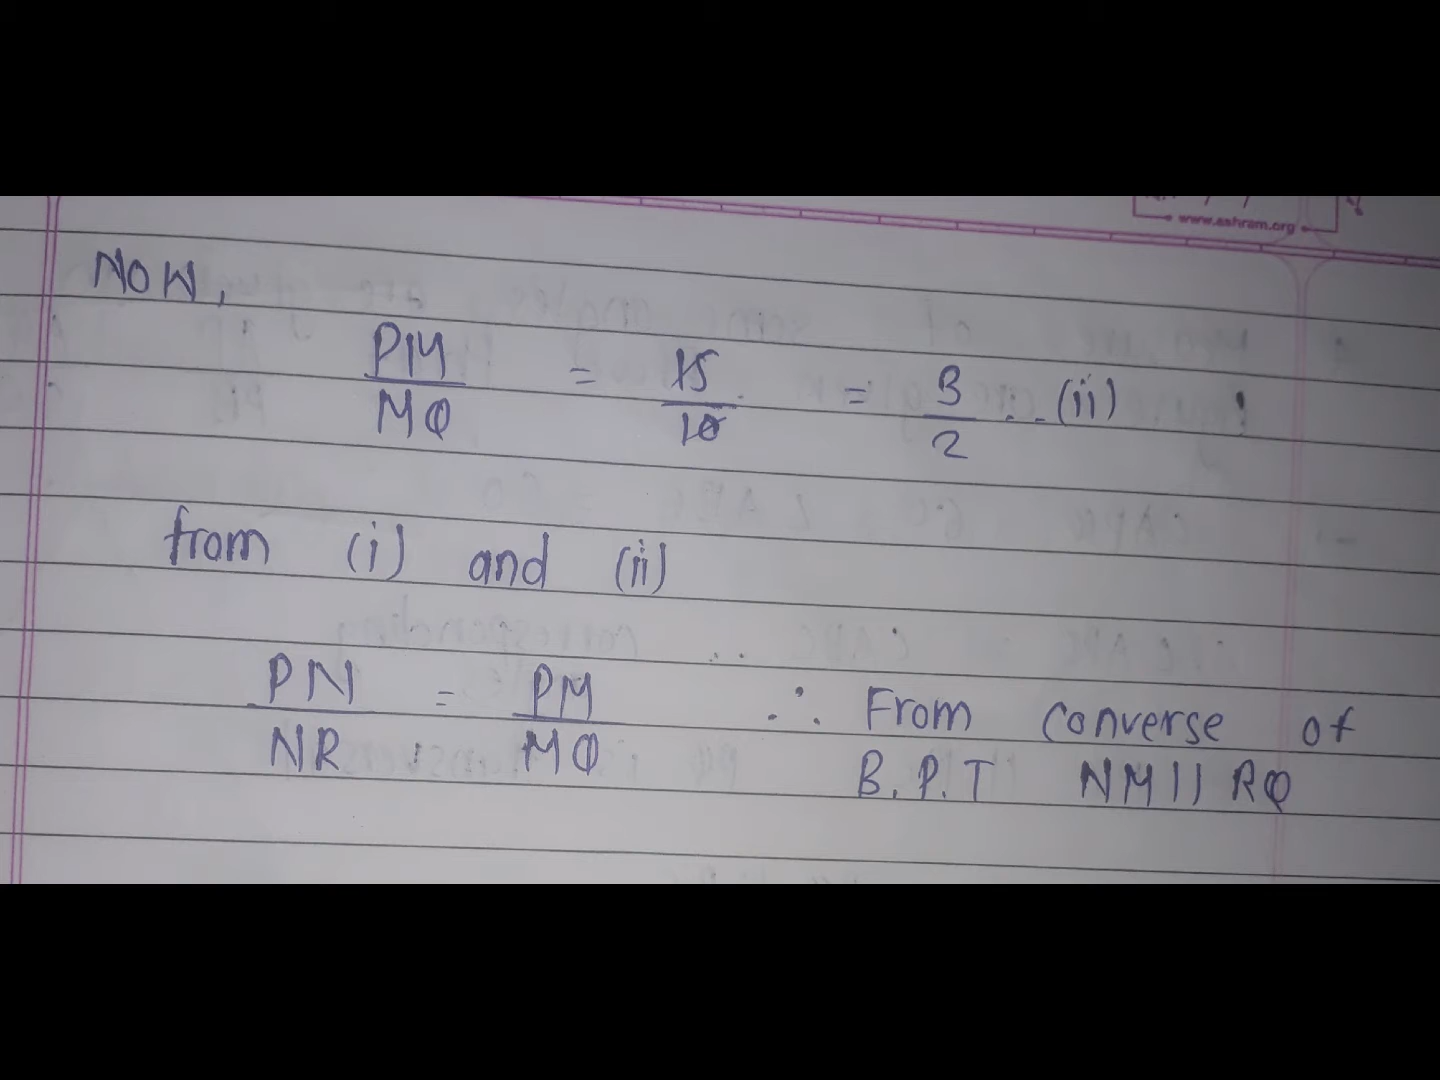 www.ashram.org
Now,
PM/MQ = 15/10 = 3/2 ... (ii)
from (i) and (ii)
PN/NR = PM/MQ ∴ From converse of
B.P.T NM || RQ